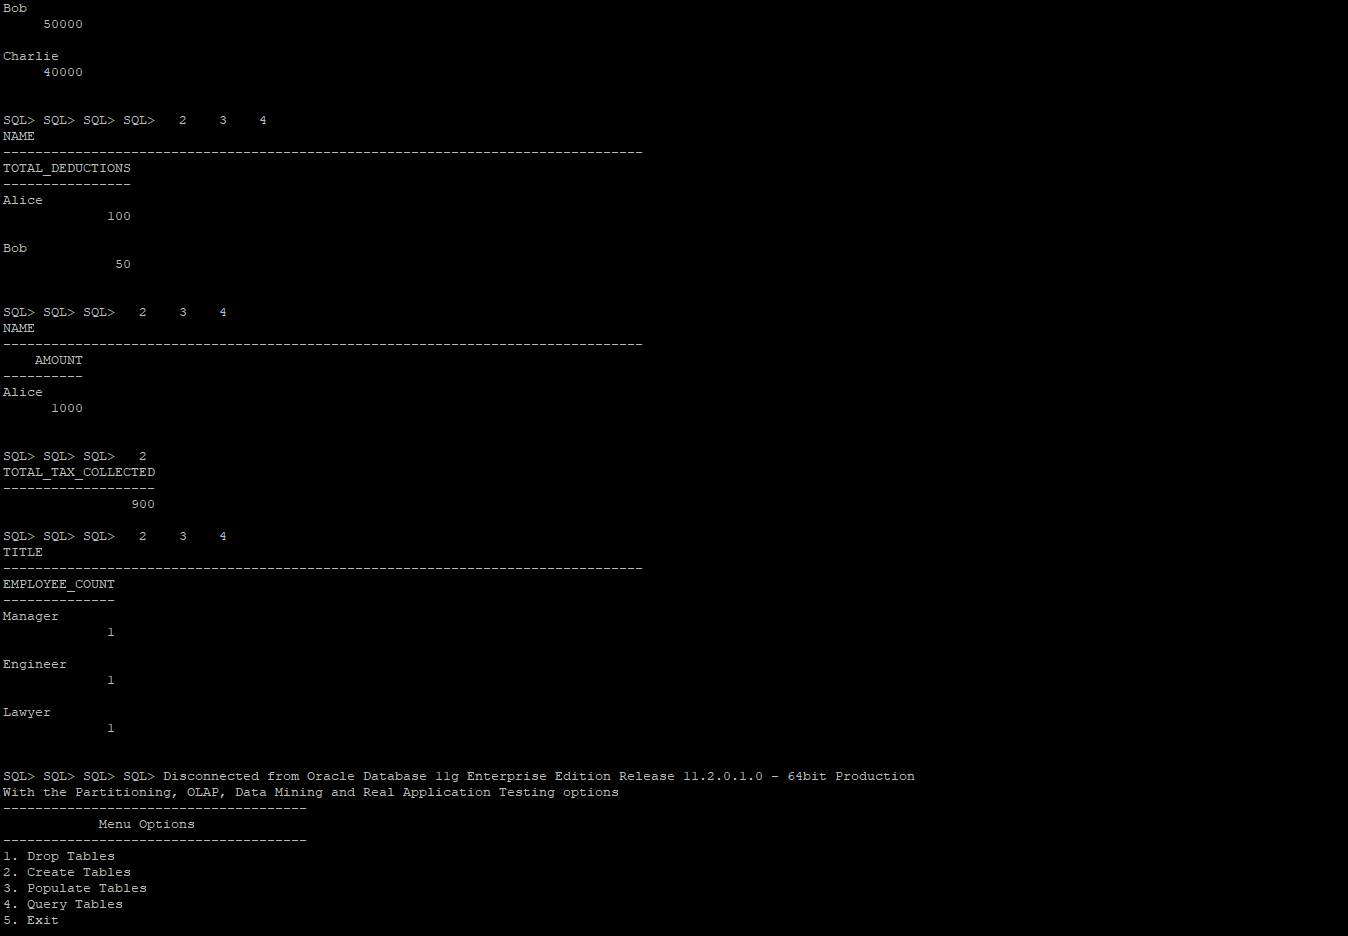 Bob
     50000

Charlie
     40000


SQL> SQL> SQL> SQL>   2    3    4
NAME
--------------------------------------------------------------------------------
TOTAL_DEDUCTIONS
----------------
Alice
             100

Bob
              50


SQL> SQL> SQL>   2    3    4
NAME
--------------------------------------------------------------------------------
    AMOUNT
----------
Alice
      1000


SQL> SQL> SQL>   2
TOTAL_TAX_COLLECTED
-------------------
                900

SQL> SQL> SQL>   2    3    4
TITLE
--------------------------------------------------------------------------------
EMPLOYEE_COUNT
--------------
Manager
             1

Engineer
             1

Lawyer
             1


SQL> SQL> SQL> SQL> Disconnected from Oracle Database 11g Enterprise Edition Release 11.2.0.1.0 - 64bit Production
With the Partitioning, OLAP, Data Mining and Real Application Testing options
--------------------------------------
            Menu Options
--------------------------------------
1. Drop Tables
2. Create Tables
3. Populate Tables
4. Query Tables
5. Exit